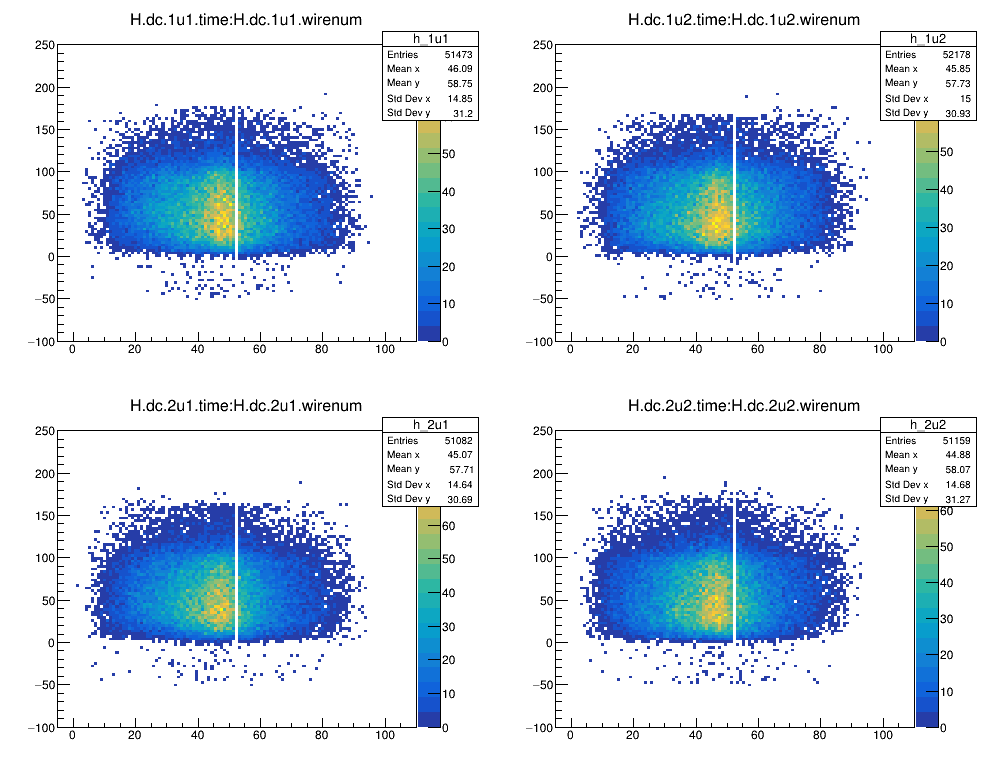 H.dc.1u1.time:H.dc.1u1.wirenum
h_1u1
Entries 51473
Mean x 46.09
Mean y 58.75
Std Dev x 14.85
Std Dev y 31.2
250
200
150
100
50
0
−50
−100
0 20 40 60 80 100
50
40
30
20
10
0
H.dc.1u2.time:H.dc.1u2.wirenum
h_1u2
Entries 52178
Mean x 45.85
Mean y 57.73
Std Dev x 15
Std Dev y 30.93
250
200
150
100
50
0
−50
−100
0 20 40 60 80 100
50
40
30
20
10
0
H.dc.2u1.time:H.dc.2u1.wirenum
h_2u1
Entries 51082
Mean x 45.07
Mean y 57.71
Std Dev x 14.64
Std Dev y 30.69
250
200
150
100
50
0
−50
−100
0 20 40 60 80 100
60
50
40
30
20
10
0
H.dc.2u2.time:H.dc.2u2.wirenum
h_2u2
Entries 51159
Mean x 44.88
Mean y 58.07
Std Dev x 14.68
Std Dev y 31.27
250
200
150
100
50
0
−50
−100
0 20 40 60 80 100
60
50
40
30
20
10
0